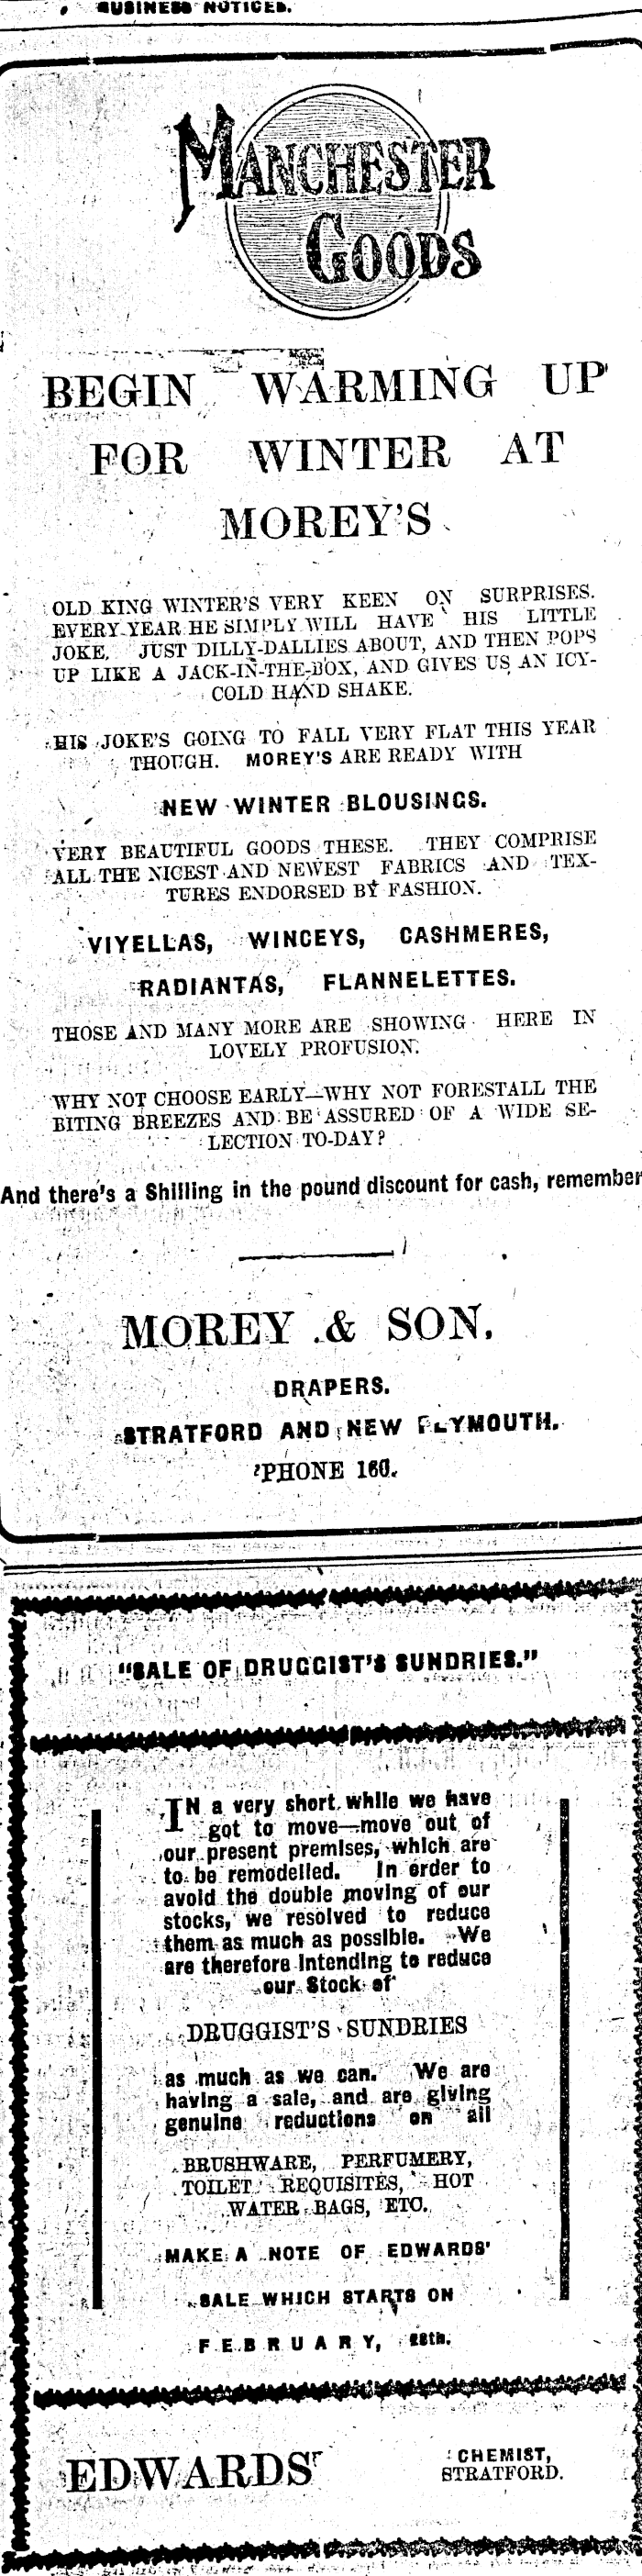 BUSINESS NOTICES.
MANCHESTER
GOODS
BEGIN WARMING UP
FOR WINTER AT
MOREY'S
OLD KING WINTER'S VERY KEEN ON SURPRISES.
EVERY YEAR HE SIMPLY WILL HAVE HIS LITTLE
JOKE, JUST DILLY-DALLIES ABOUT, AND THEN POPS
UP LIKE A JACK-IN-THE-BOX, AND GIVES US AN ICY-
COLD HAND SHAKE.
HIS JOKE'S GOING TO FALL VERY FLAT THIS YEAR
THOUGH. MOREY'S ARE READY WITH
NEW WINTER BLOUSINGS.
VERY BEAUTIFUL GOODS THESE. THEY COMPRISE
ALL THE NICEST AND NEWEST FABRICS AND TEX-
TURES ENDORSED BY FASHION.
VIYELLAS, WINCEYS, CASHMERES,
RADIANTAS, FLANNELETTES.
THOSE AND MANY MORE ARE SHOWING HERE IN
LOVELY PROFUSION.
WHY NOT CHOOSE EARLY—WHY NOT FORESTALL THE
BITING BREEZES AND BE ASSURED OF A WIDE SE-
LECTION TO-DAY?
And there's a Shilling in the pound discount for cash, remember
MOREY & SON,
DRAPERS.
STRATFORD AND NEW PLYMOUTH.
'PHONE 160.
"SALE OF DRUGGIST'S SUNDRIES."
IN a very short while we have
got to move—move out of
our present premises, which are
to be remodelled. In order to
avoid the double moving of our
stocks, we resolved to reduce
them as much as possible. We
are therefore intending to reduce
our Stock of
DRUGGIST'S SUNDRIES
as much as we can. We are
having a sale, and are giving
genuine reductions on all
BRUSHWARE, PERFUMERY,
TOILET REQUISITES, HOT
WATER BAGS, ETC.
MAKE A NOTE OF EDWARDS'
SALE WHICH STARTS ON
FEBRUARY, 28th.
EDWARDS'
CHEMIST,
STRATFORD.